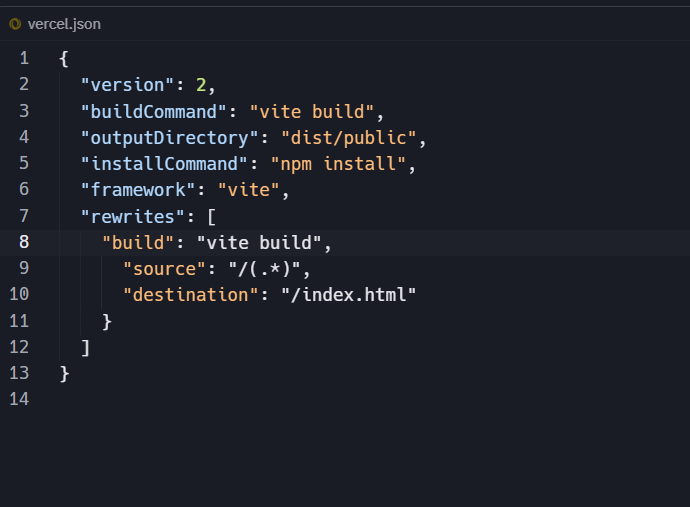 vercel.json
1 {
2 "version": 2,
3 "buildCommand": "vite build",
4 "outputDirectory": "dist/public",
5 "installCommand": "npm install",
6 "framework": "vite",
7 "rewrites": [
8 "build": "vite build",
9 "source": "/(.*)",
10 "destination": "/index.html"
11 }
12 ]
13 }
14